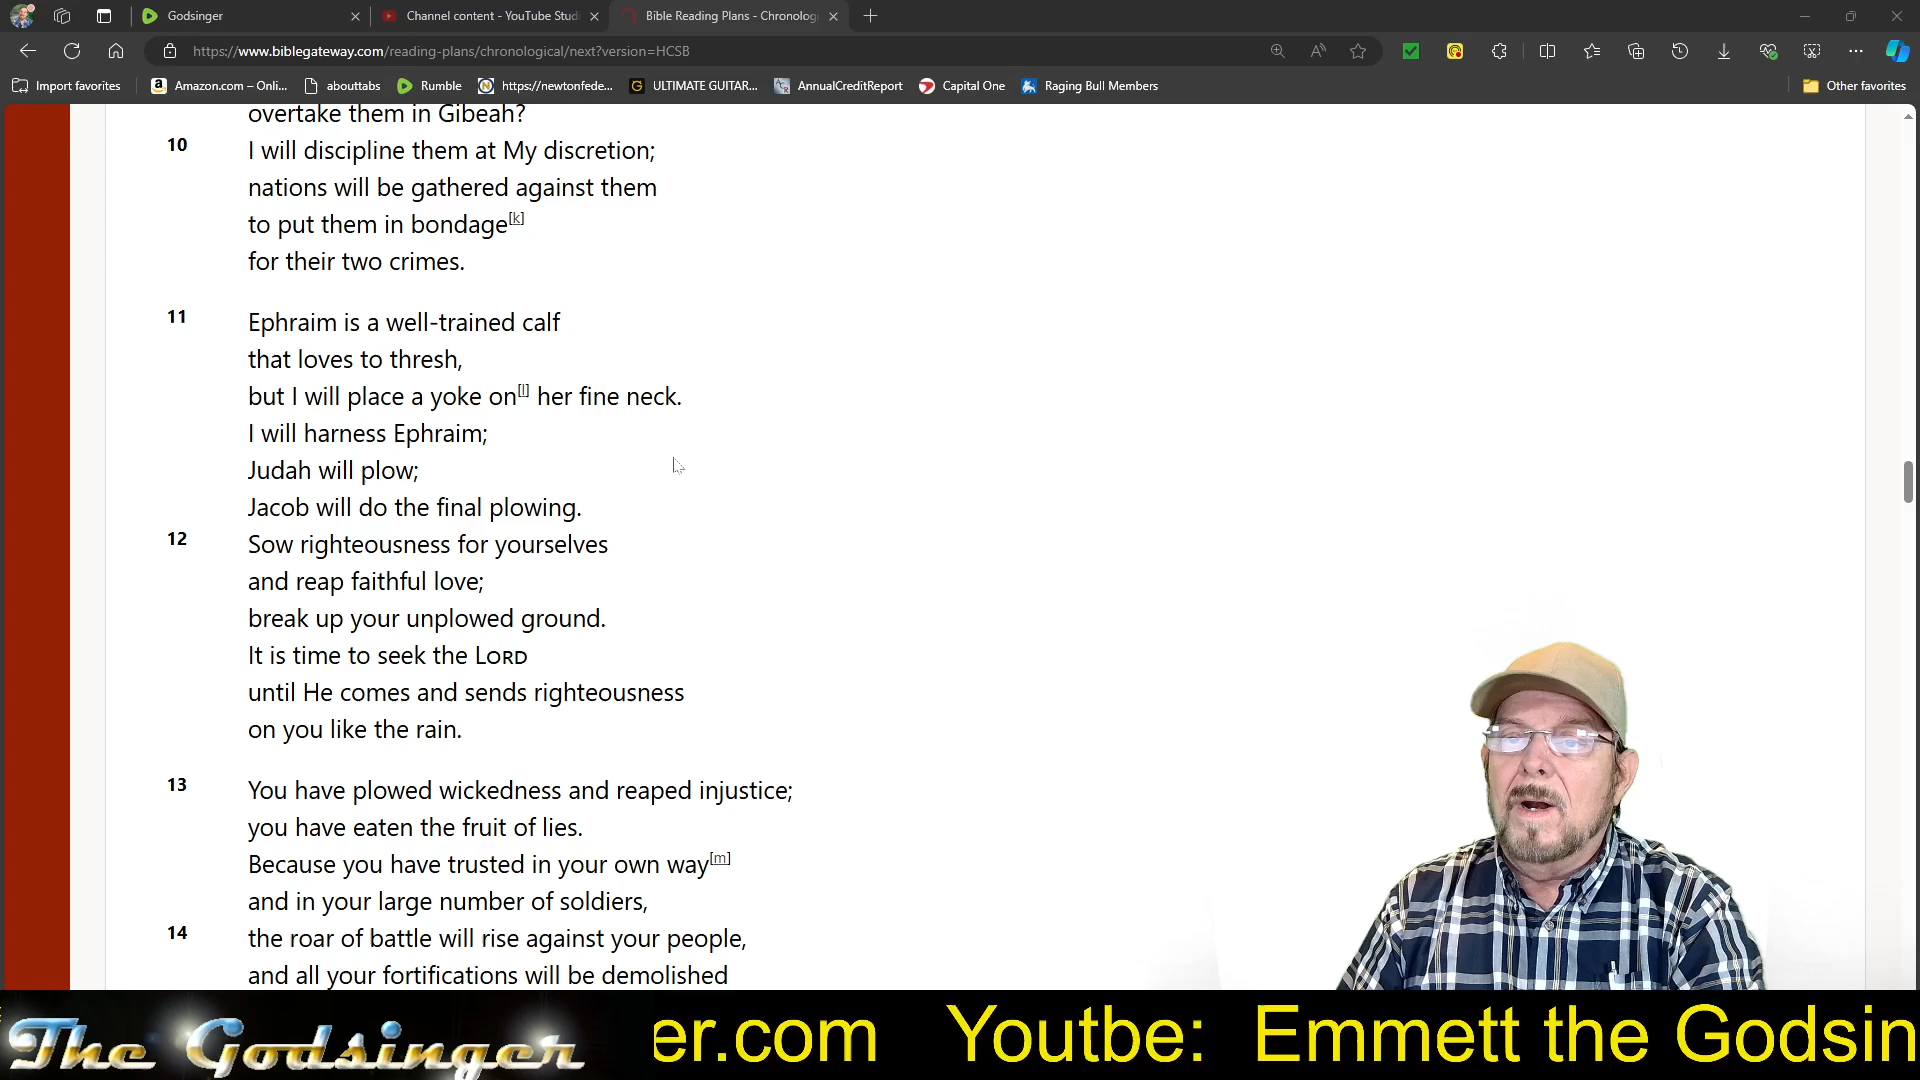 Godsinger
Channel content - YouTube Stud
Bible Reading Plans - Chronolog
https://www.biblegateway.com/reading-plans/chronological/next?version=HCSB
Import favorites
Amazon.com – Onli...
abouttabs
Rumble
https://newtonfede...
ULTIMATE GUITAR...
AnnualCreditReport
Capital One
Raging Bull Members
Other favorites
overtake them in Gibeah?
10 I will discipline them at My discretion;
nations will be gathered against them
to put them in bondage[k]
for their two crimes.
11 Ephraim is a well-trained calf
that loves to thresh,
but I will place a yoke on[l] her fine neck.
I will harness Ephraim;
Judah will plow;
Jacob will do the final plowing.
12 Sow righteousness for yourselves
and reap faithful love;
break up your unplowed ground.
It is time to seek the LORD
until He comes and sends righteousness
on you like the rain.
13 You have plowed wickedness and reaped injustice;
you have eaten the fruit of lies.
Because you have trusted in your own way[m]
and in your large number of soldiers,
14 the roar of battle will rise against your people,
and all your fortifications will be demolished
The Godsinger
er.com Youtbe: Emmett the Godsin